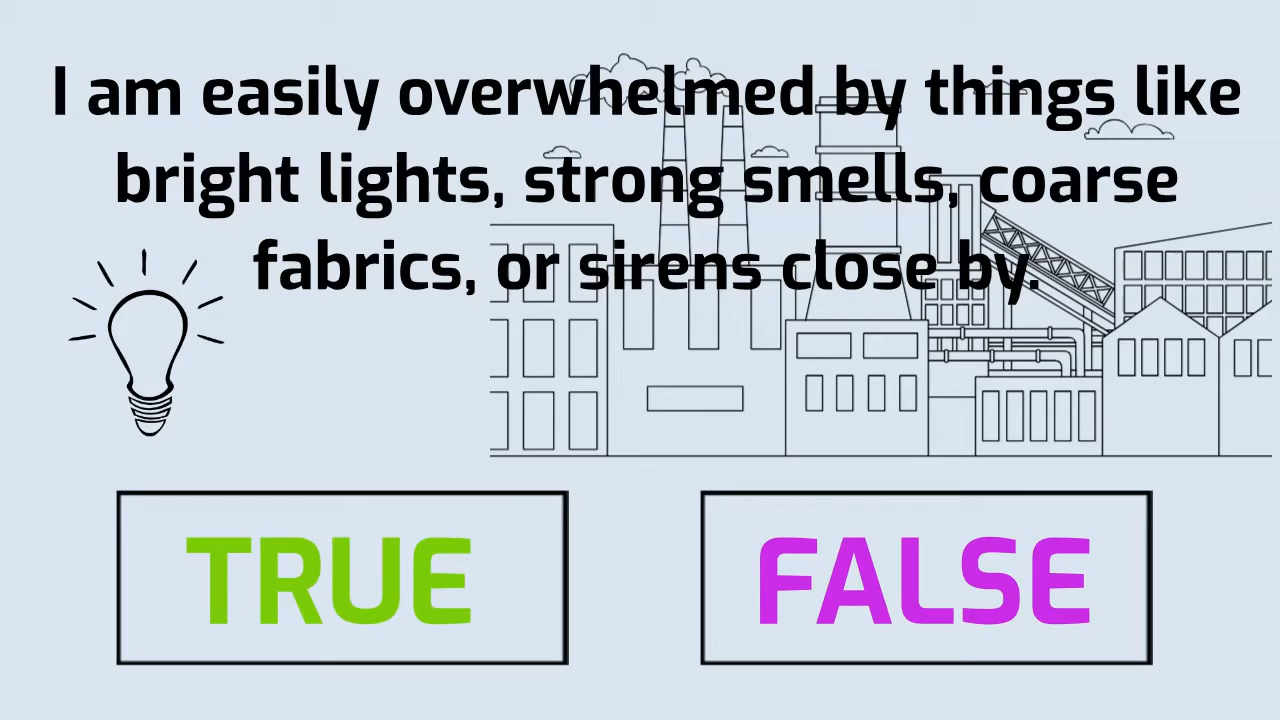 I am easily overwhelmed by things like
bright lights, strong smells, coarse
fabrics, or sirens close by.
TRUE
FALSE